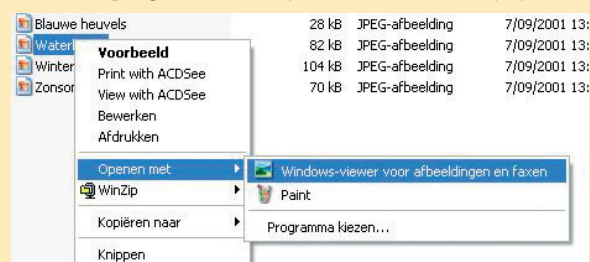 Blauwe heuvels 28 kB JPEG-afbeelding 7/09/2001 13:
82 kB JPEG-afbeelding 7/09/2001 13:
Winter 104 kB JPEG-afbeelding 7/09/2001 13:
70 kB JPEG-afbeelding 7/09/2001 13:
Voorbeeld
Print with ACDSee
View with ACDSee
Bewerken
Afdrukken
Openen met
WinZip
Kopiëren naar
Knippen
Windows-viewer voor afbeeldingen en faxen
Paint
Programma kiezen...